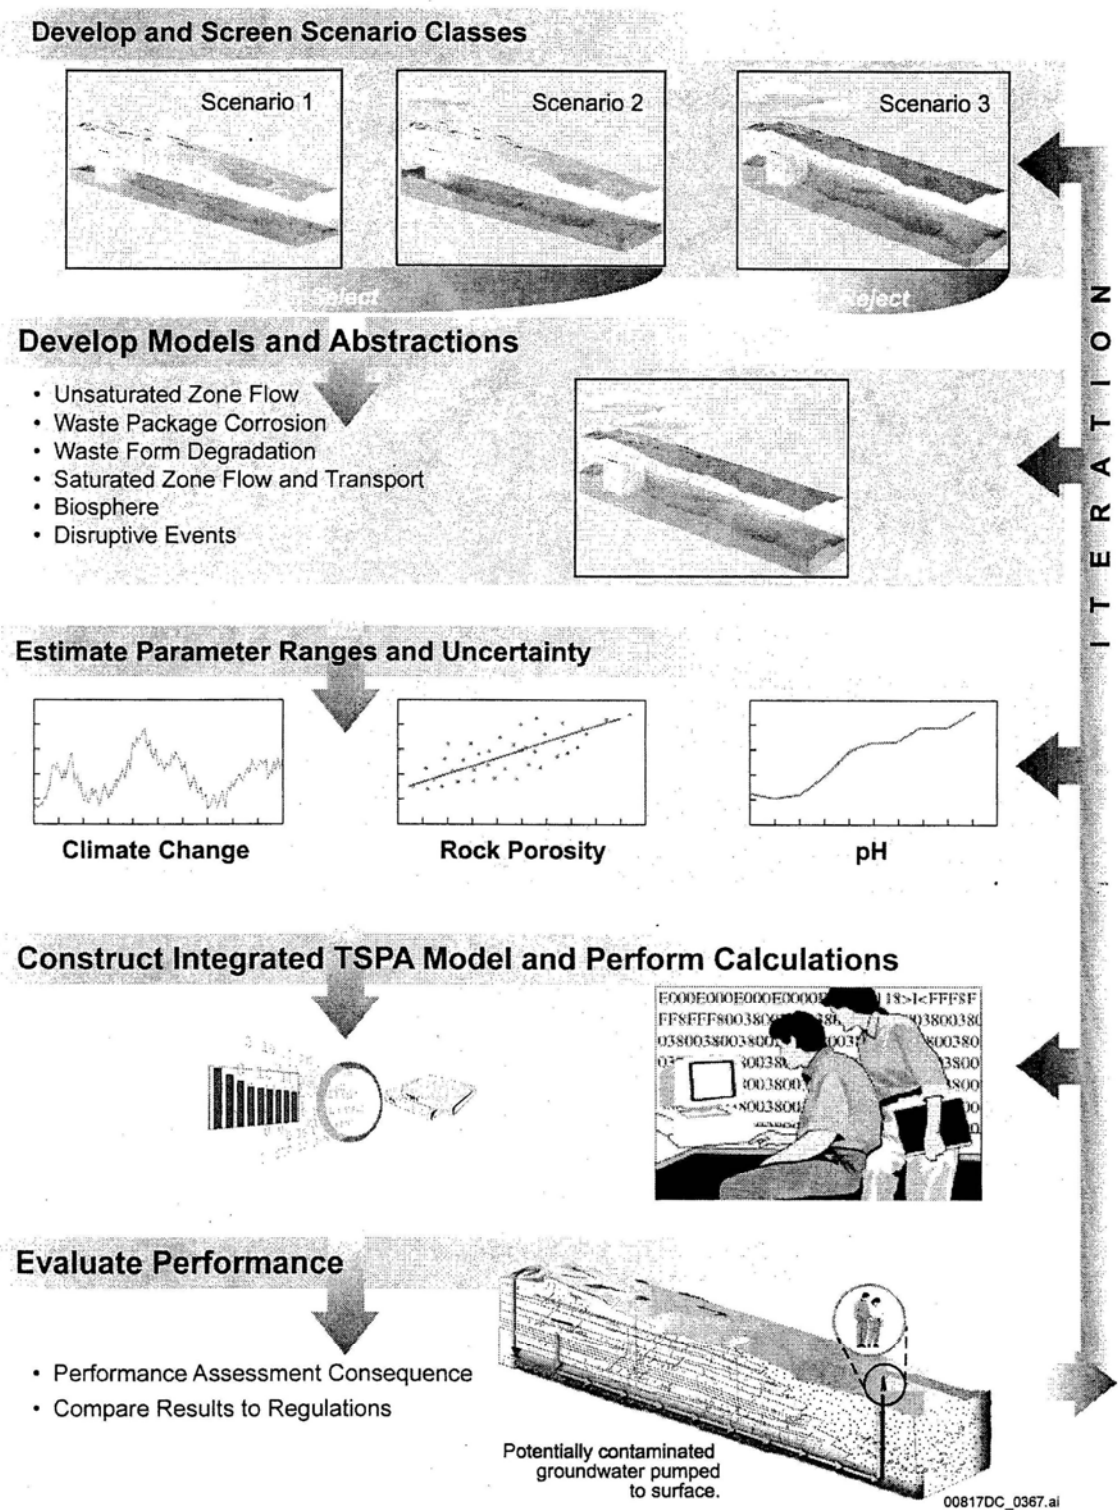 Develop and Screen Scenario Classes
Scenario 1
Scenario 2
Scenario 3
Select
Reject
Develop Models and Abstractions
• Unsaturated Zone Flow
• Waste Package Corrosion
• Waste Form Degradation
• Saturated Zone Flow and Transport
• Biosphere
• Disruptive Events
ITERATION
Estimate Parameter Ranges and Uncertainty
Climate Change
Rock Porosity
pH
Construct Integrated TSPA Model and Perform Calculations
Evaluate Performance
• Performance Assessment Consequence
• Compare Results to Regulations
Potentially contaminated
groundwater pumped
to surface.
00817DC_0367.ai